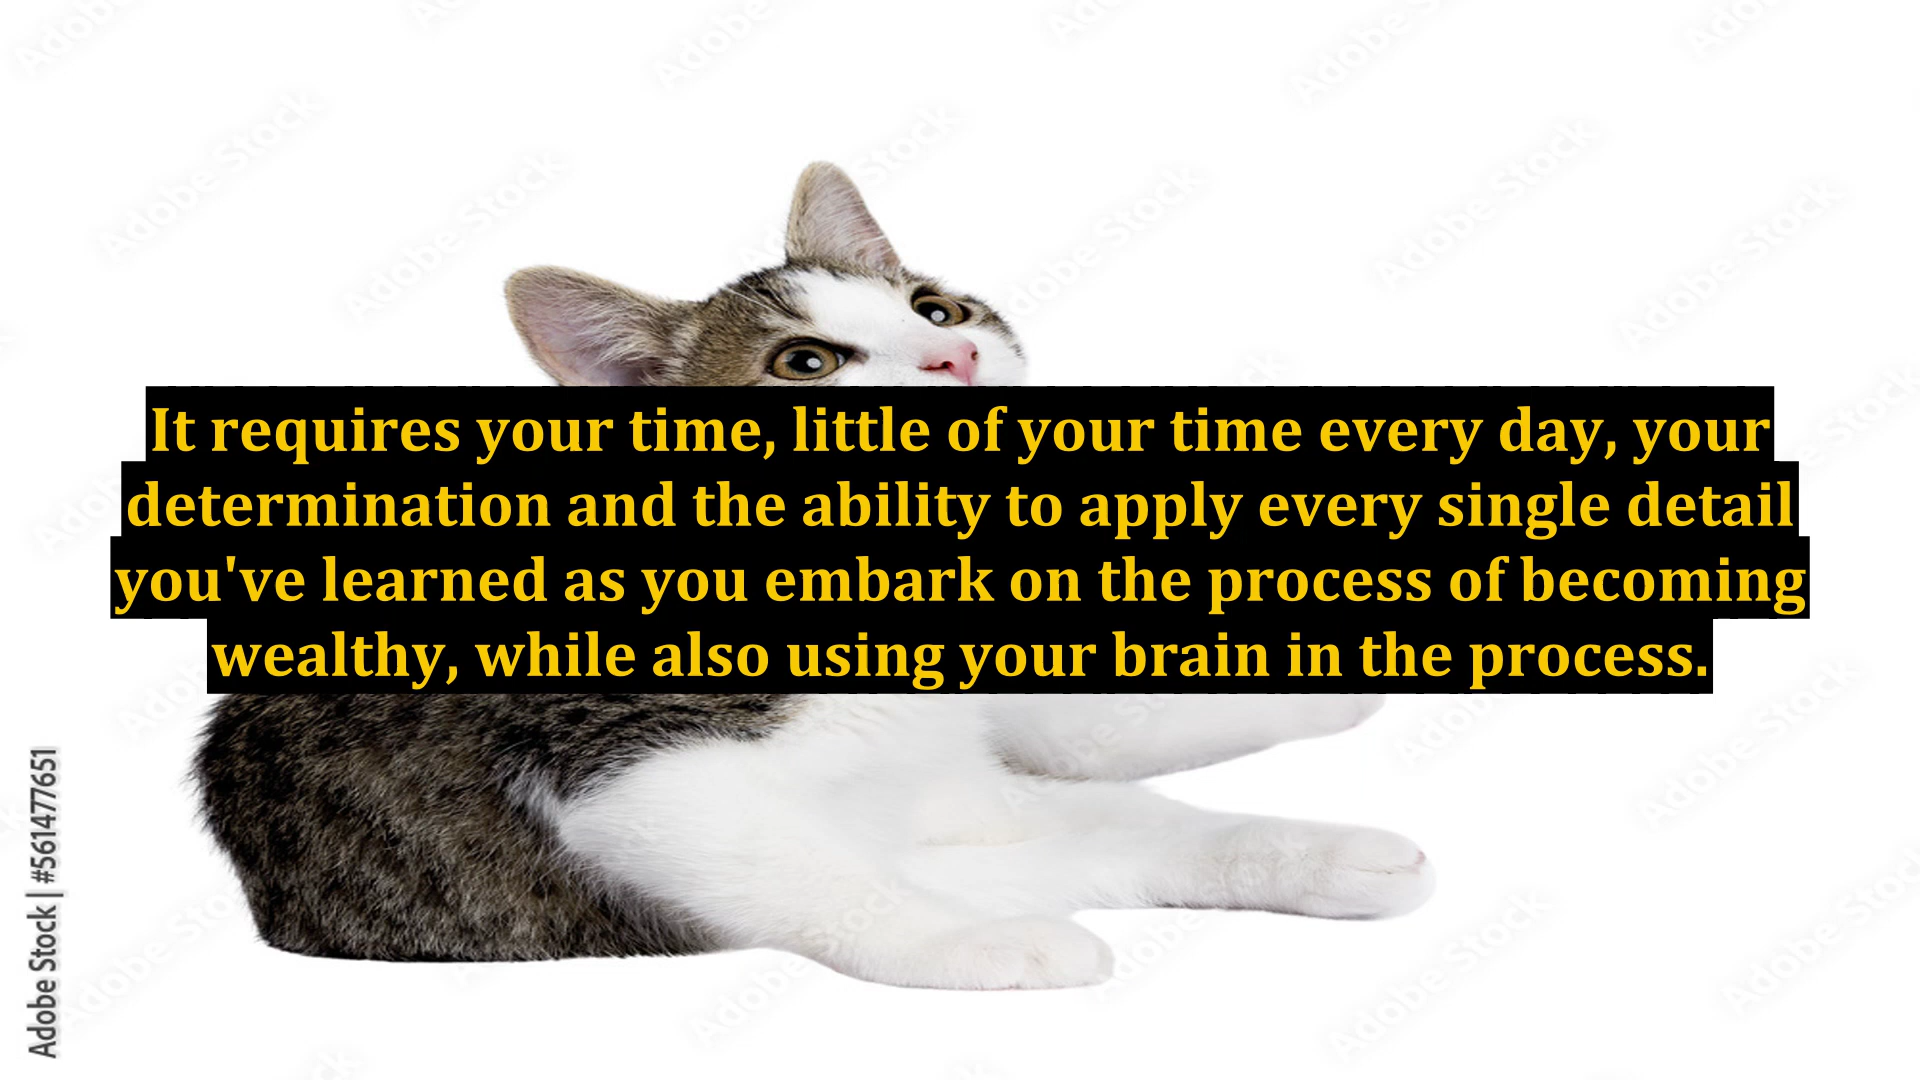 It requires your time, little of your time every day, your
determination and the ability to apply every single detail
you've learned as you embark on the process of becoming
wealthy, while also using your brain in the process.
Adobe Stock | #561477651